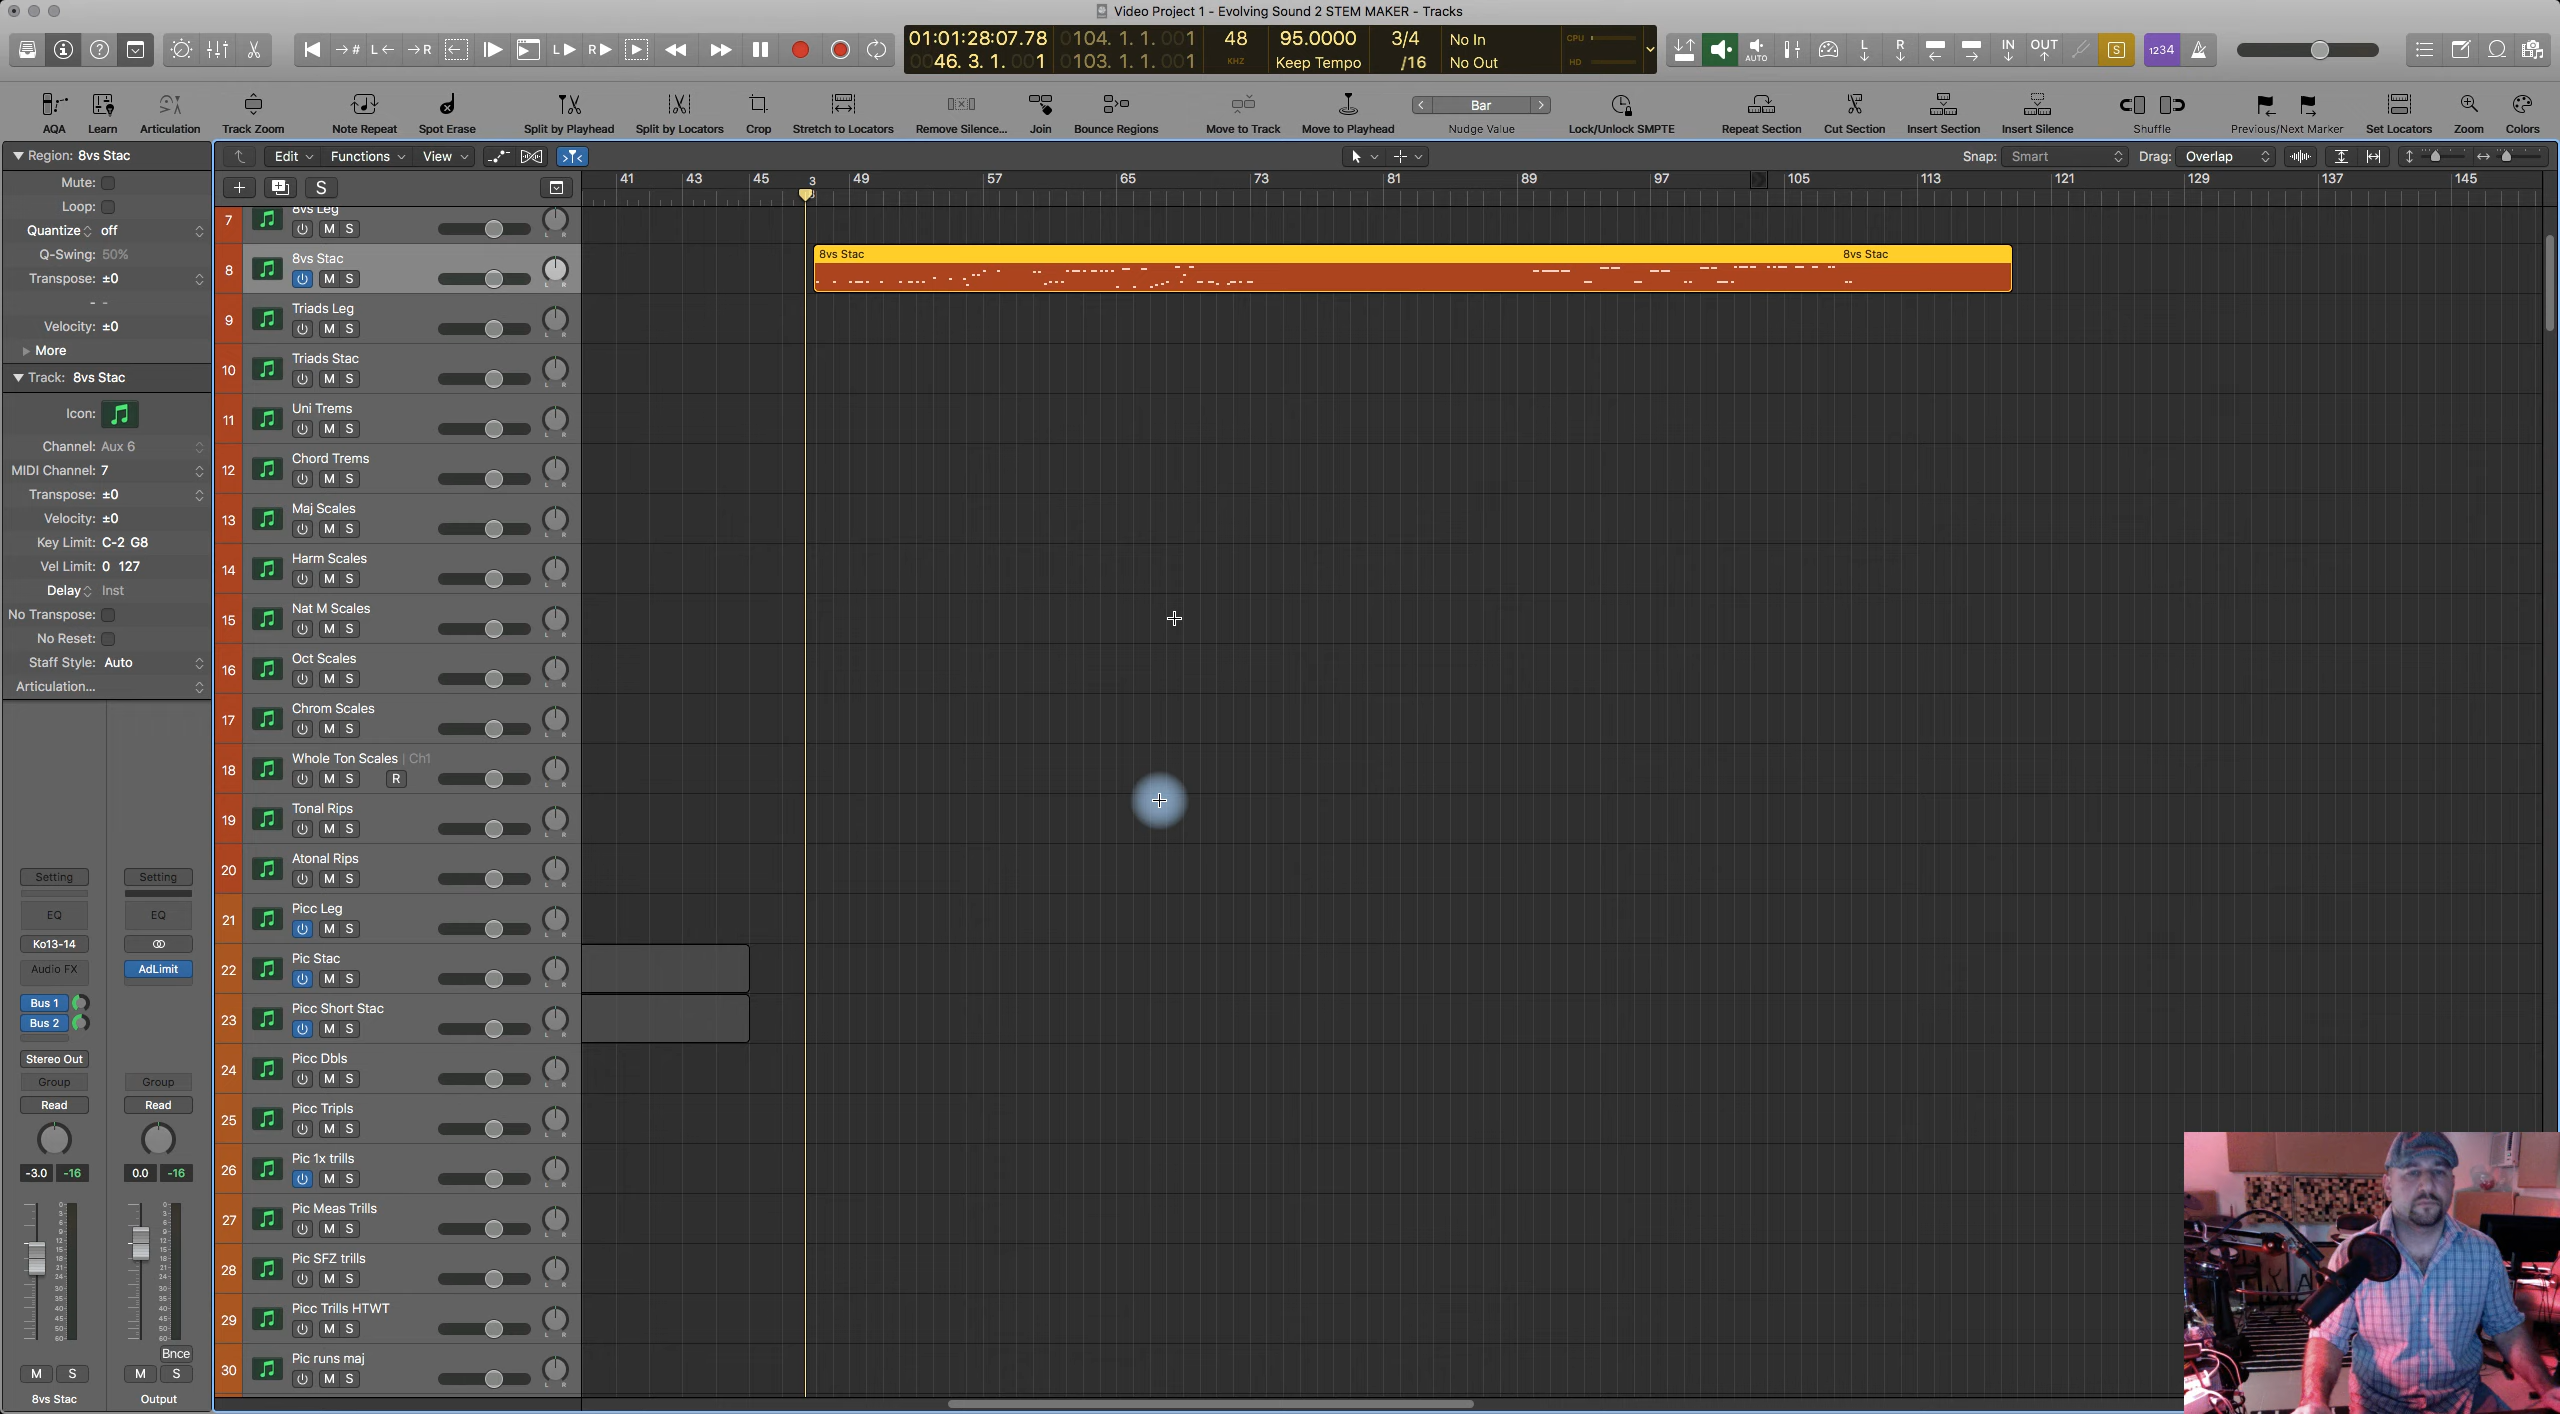 Video Project 1 - Evolving Sound 2 STEM MAKER - Tracks
01:01:28:07.78
0104. 1. 1. 001
48
95.0000
3/4
No In
CPU
0046. 3. 1. 001
0103. 1. 1. 001
KHZ
Keep Tempo
/16
No Out
HD
AUTO
L
R
IN
OUT
S
1234
AQA
Learn
Articulation
Track Zoom
Note Repeat
Spot Erase
Split by Playhead
Split by Locators
Crop
Stretch to Locators
Remove Silence...
Join
Bounce Regions
Move to Track
Move to Playhead
Bar
Nudge Value
Lock/Unlock SMPTE
Repeat Section
Cut Section
Insert Section
Insert Silence
Shuffle
Previous/Next Marker
Set Locators
Zoom
Colors
Region: 8vs Stac
Edit
Functions
View
Snap: Smart
Drag: Overlap
Mute:
Loop:
Quantize off
Q-Swing: 50%
Transpose: ±0
- -
Velocity: ±0
More
Track: 8vs Stac
Icon:
Channel: Aux 6
MIDI Channel: 7
Transpose: ±0
Velocity: ±0
Key Limit: C-2 G8
Vel Limit: 0 127
Delay Inst
No Transpose:
No Reset:
Staff Style: Auto
Articulation...
S
41 43 45 3 49 57 65 73 81 89 97 105 113 121 129 137 145
7 8vs Leg
M S
8 8vs Stac
M S
8vs Stac
8vs Stac
9 Triads Leg
M S
10 Triads Stac
M S
11 Uni Trems
M S
12 Chord Trems
M S
13 Maj Scales
M S
14 Harm Scales
M S
15 Nat M Scales
M S
16 Oct Scales
M S
17 Chrom Scales
M S
18 Whole Ton Scales | Ch1
M S R
19 Tonal Rips
M S
20 Atonal Rips
M S
21 Picc Leg
M S
22 Pic Stac
M S
23 Picc Short Stac
M S
24 Picc Dbls
M S
25 Picc Tripls
M S
26 Pic 1x trills
M S
27 Pic Meas Trills
M S
28 Pic SFZ trills
M S
29 Picc Trills HTWT
M S
30 Pic runs maj
M S
Setting
Setting
EQ
EQ
Ko13-14
Audio FX
AdLimit
Bus 1
Bus 2
Stereo Out
Group
Group
Read
Read
-3.0 -16
0.0 -16
Bnce
M S
M S
8vs Stac
Output